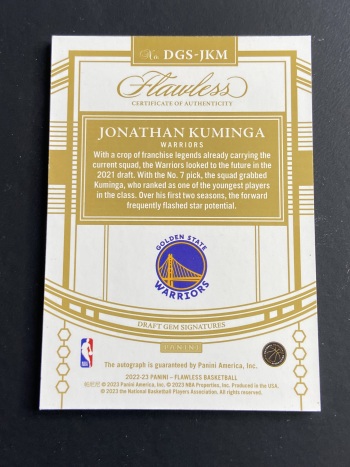 No. DGS-JKM
Flawless
CERTIFICATE OF AUTHENTICITY
JONATHAN KUMINGA
WARRIORS
With a crop of franchise legends already carrying the
current squad, the Warriors looked to the future in the
2021 draft. With the No. 7 pick, the squad grabbed
Kuminga, who ranked as one of the youngest players
in the class. Over his first two seasons, the forward
frequently flashed star potential.
GOLDEN STATE
WARRIORS
DRAFT GEM SIGNATURES
PANINI
The autograph is guaranteed by Panini America, Inc.
2022-23 PANINI – FLAWLESS BASKETBALL
© 2023 Panini America, Inc. © 2023 NBA Properties, Inc. Produced in the USA.
© 2023 the National Basketball Players Association. All rights reserved.